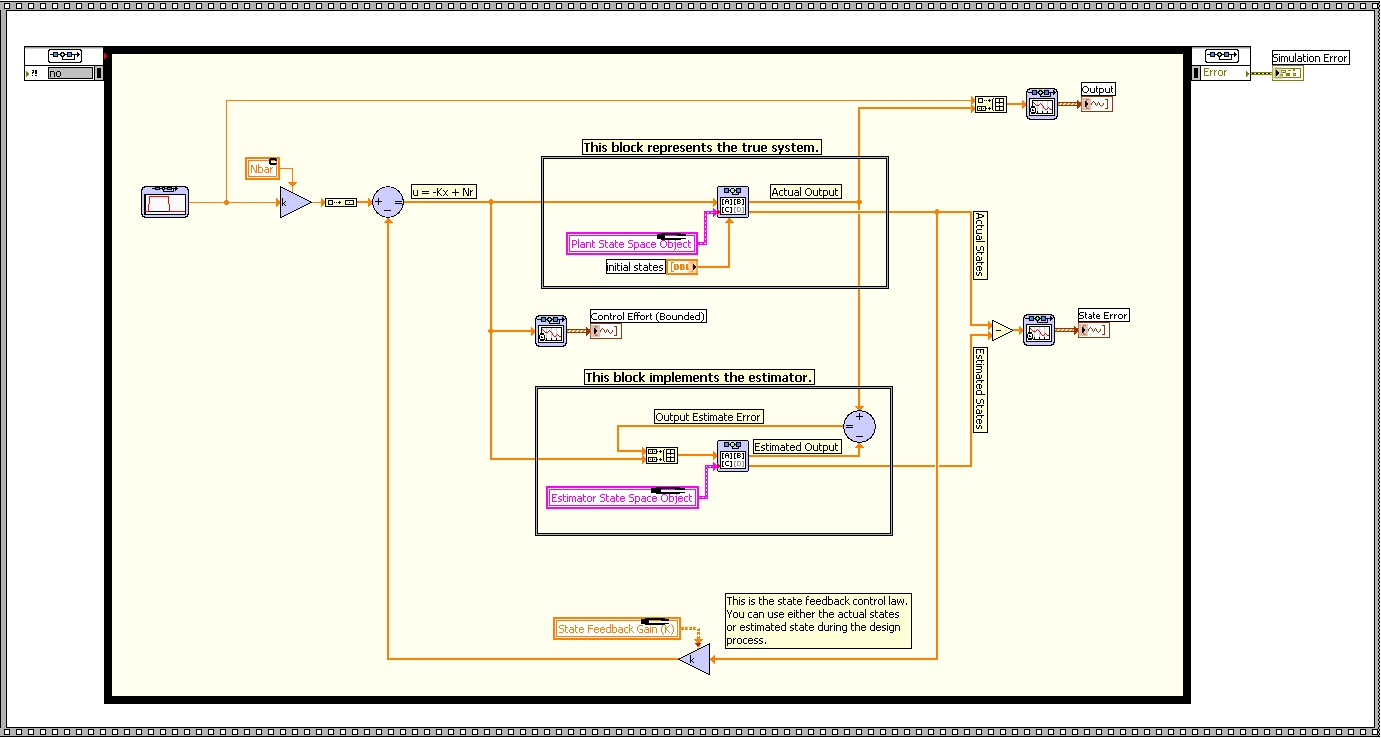 ?!
no
Error
Simulation Error
Output
This block represents the true system.
Nbar
k
+
−
=
u = -Kx + Nr
[A][B]
[C][D]
Actual Output
Plant State Space Object
initial states
[DBL]
Actual States
Control Effort (Bounded)
State Error
−
Estimated States
This block implements the estimator.
Output Estimate Error
+
=
−
[A][B]
[C][D]
Estimated Output
Estimator State Space Object
This is the state feedback control law.
You can use either the actual states
or estimated state during the design
process.
State Feedback Gain (K)
k